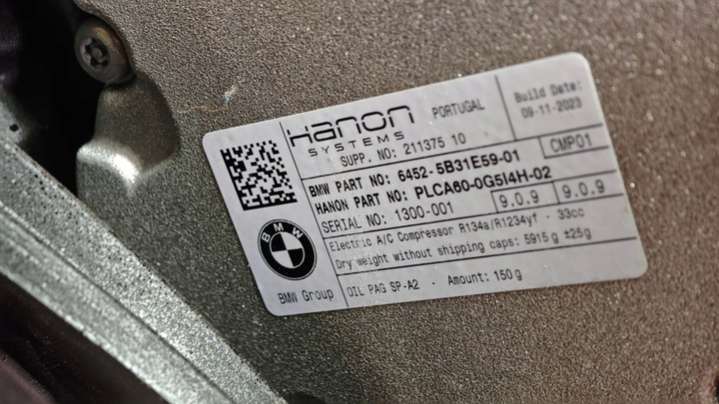 Hanon
SYSTEMS
PORTUGAL
Build Date:
09-11-2023
SUPP. NO: 211375 10
CMP01
BMW PART NO: 6452-5B31E59-01
HANON PART NO: PLCA60-0G5I4H-02
SERIAL NO: 1300-001
9.0.9
9.0.9
Electric A/C Compressor R134a/R1234yf - 33cc
Dry weight without shipping caps: 5915 g ±25g
BMW
BMW Group
OIL PAG SP-A2 - Amount: 150 g